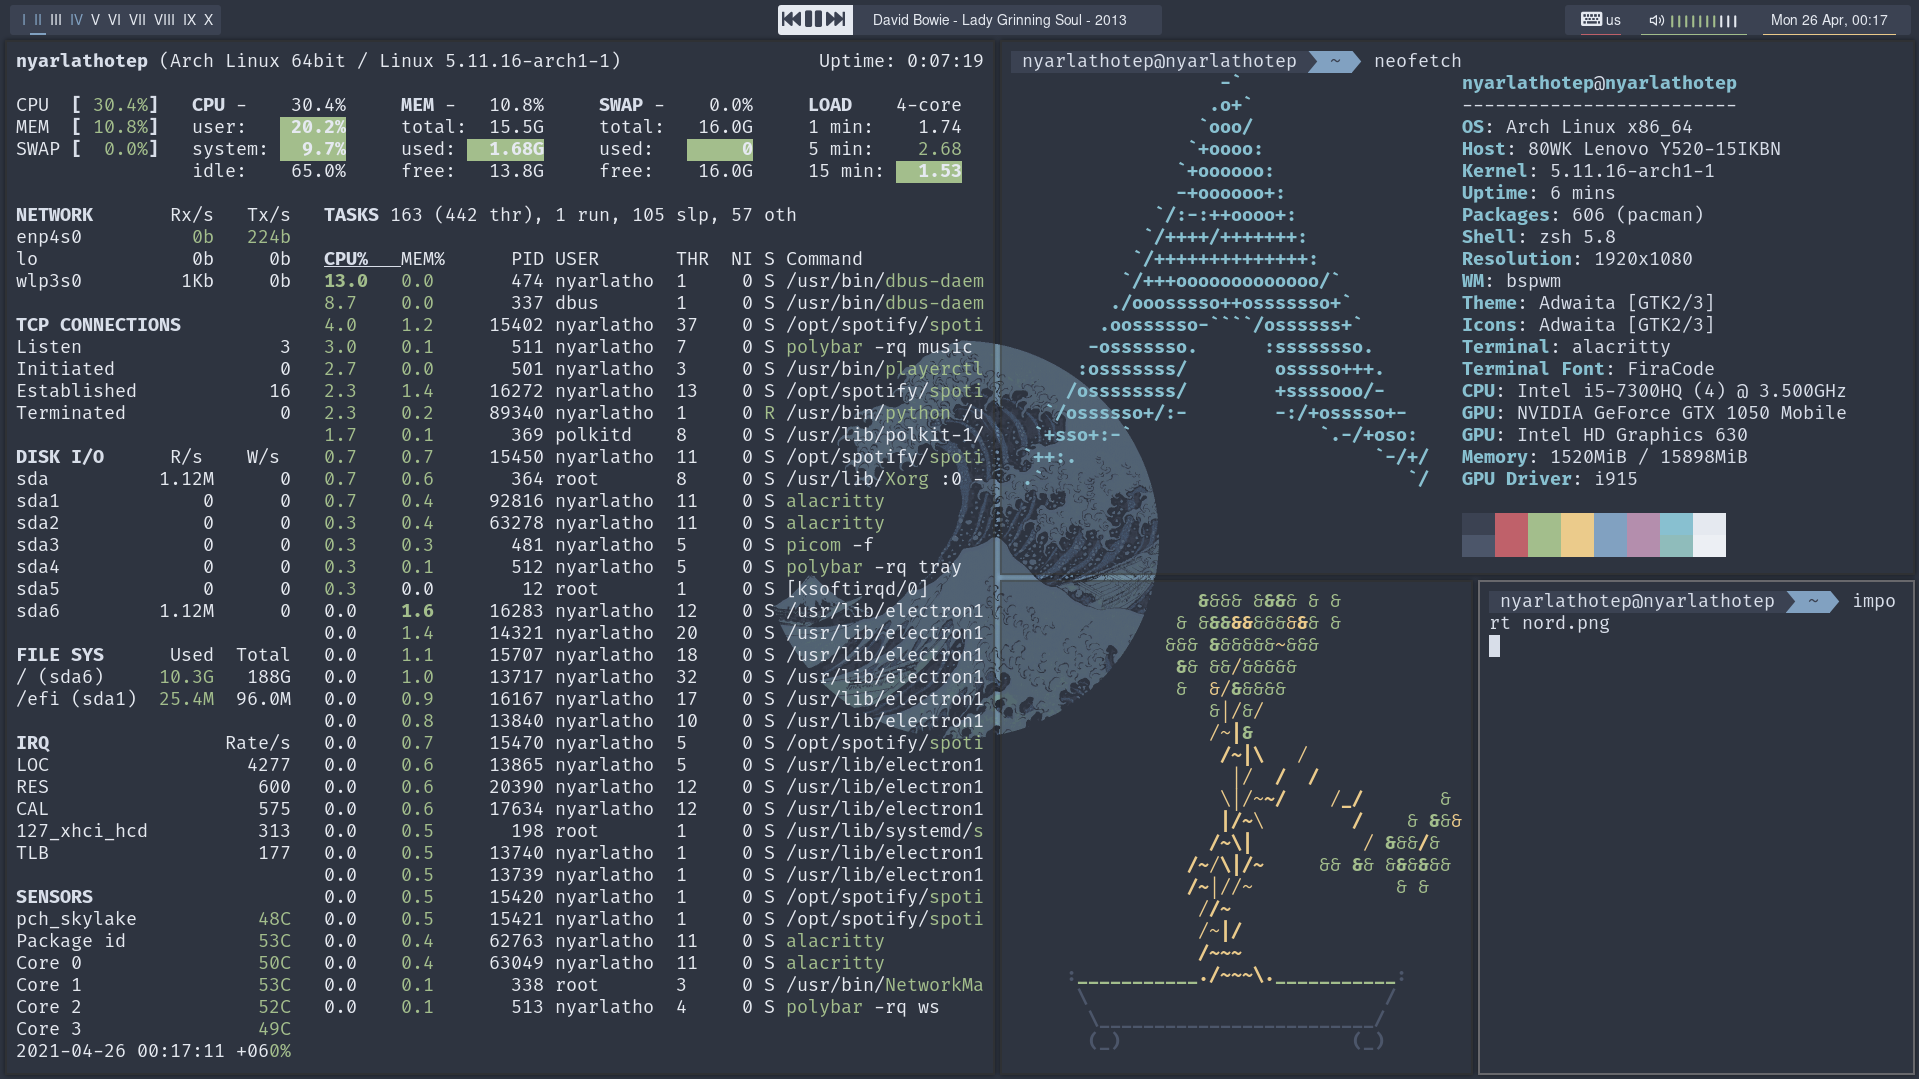 I II III IV V VI VII VIII IX X
David Bowie - Lady Grinning Soul - 2013
us
Mon 26 Apr, 00:17
nyarlathotep (Arch Linux 64bit / Linux 5.11.16-arch1-1) Uptime: 0:07:19
CPU [ 30.4%] CPU - 30.4% MEM - 10.8% SWAP - 0.0% LOAD 4-core
MEM [ 10.8%] user: 20.2% total: 15.5G total: 16.0G 1 min: 1.74
SWAP [ 0.0%] system: 9.7% used: 1.68G used: 0 5 min: 2.68
idle: 65.0% free: 13.8G free: 16.0G 15 min: 1.53
NETWORK Rx/s Tx/s
enp4s0 0b 224b
lo 0b 0b
wlp3s0 1Kb 0b
TCP CONNECTIONS
Listen 3
Initiated 0
Established 16
Terminated 0
DISK I/O R/s W/s
sda 1.12M 0
sda1 0 0
sda2 0 0
sda3 0 0
sda4 0 0
sda5 0 0
sda6 1.12M 0
FILE SYS Used Total
/ (sda6) 10.3G 188G
/efi (sda1) 25.4M 96.0M
IRQ Rate/s
LOC 4277
RES 600
CAL 575
127_xhci_hcd 313
TLB 177
SENSORS
pch_skylake 48C
Package id 53C
Core 0 50C
Core 1 53C
Core 2 52C
Core 3 49C
2021-04-26 00:17:11 +060%
TASKS 163 (442 thr), 1 run, 105 slp, 57 oth
CPU% MEM% PID USER THR NI S Command
13.0 0.0 474 nyarlatho 1 0 S /usr/bin/dbus-daem
8.7 0.0 337 dbus 1 0 S /usr/bin/dbus-daem
4.0 1.2 15402 nyarlatho 37 0 S /opt/spotify/spoti
3.0 0.1 511 nyarlatho 7 0 S polybar -rq music
2.7 0.0 501 nyarlatho 3 0 S /usr/bin/playerctl
2.3 1.4 16272 nyarlatho 13 0 S /opt/spotify/spoti
2.3 0.2 89340 nyarlatho 1 0 R /usr/bin/python /u
1.7 0.1 369 polkitd 8 0 S /usr/lib/polkit-1/
0.7 0.7 15450 nyarlatho 11 0 S /opt/spotify/spoti
0.7 0.6 364 root 8 0 S /usr/lib/Xorg :0 -
0.7 0.4 92816 nyarlatho 11 0 S alacritty
0.3 0.4 63278 nyarlatho 11 0 S alacritty
0.3 0.3 481 nyarlatho 5 0 S picom -f
0.3 0.1 512 nyarlatho 5 0 S polybar -rq tray
0.3 0.0 12 root 1 0 S [ksoftirqd/0]
0.0 1.6 16283 nyarlatho 12 0 S /usr/lib/electron1
0.0 1.4 14321 nyarlatho 20 0 S /usr/lib/electron1
0.0 1.1 15707 nyarlatho 18 0 S /usr/lib/electron1
0.0 1.0 13717 nyarlatho 32 0 S /usr/lib/electron1
0.0 0.9 16167 nyarlatho 17 0 S /usr/lib/electron1
0.0 0.8 13840 nyarlatho 10 0 S /usr/lib/electron1
0.0 0.7 15470 nyarlatho 5 0 S /opt/spotify/spoti
0.0 0.6 13865 nyarlatho 5 0 S /usr/lib/electron1
0.0 0.6 20390 nyarlatho 12 0 S /usr/lib/electron1
0.0 0.6 17634 nyarlatho 12 0 S /usr/lib/electron1
0.0 0.5 198 root 1 0 S /usr/lib/systemd/s
0.0 0.5 13740 nyarlatho 1 0 S /usr/lib/electron1
0.0 0.5 13739 nyarlatho 1 0 S /usr/lib/electron1
0.0 0.5 15420 nyarlatho 1 0 S /opt/spotify/spoti
0.0 0.5 15421 nyarlatho 1 0 S /opt/spotify/spoti
0.0 0.4 62763 nyarlatho 11 0 S alacritty
0.0 0.4 63049 nyarlatho 11 0 S alacritty
0.0 0.1 338 root 3 0 S /usr/bin/NetworkMa
0.0 0.1 513 nyarlatho 4 0 S polybar -rq ws
nyarlathotep@nyarlathotep ~ neofetch
nyarlathotep@nyarlathotep
-------------------------
OS: Arch Linux x86_64
Host: 80WK Lenovo Y520-15IKBN
Kernel: 5.11.16-arch1-1
Uptime: 6 mins
Packages: 606 (pacman)
Shell: zsh 5.8
Resolution: 1920x1080
WM: bspwm
Theme: Adwaita [GTK2/3]
Icons: Adwaita [GTK2/3]
Terminal: alacritty
Terminal Font: FiraCode
CPU: Intel i5-7300HQ (4) @ 3.500GHz
GPU: NVIDIA GeForce GTX 1050 Mobile
GPU: Intel HD Graphics 630
Memory: 1520MiB / 15898MiB
GPU Driver: i915
nyarlathotep@nyarlathotep ~ impo
rt nord.png